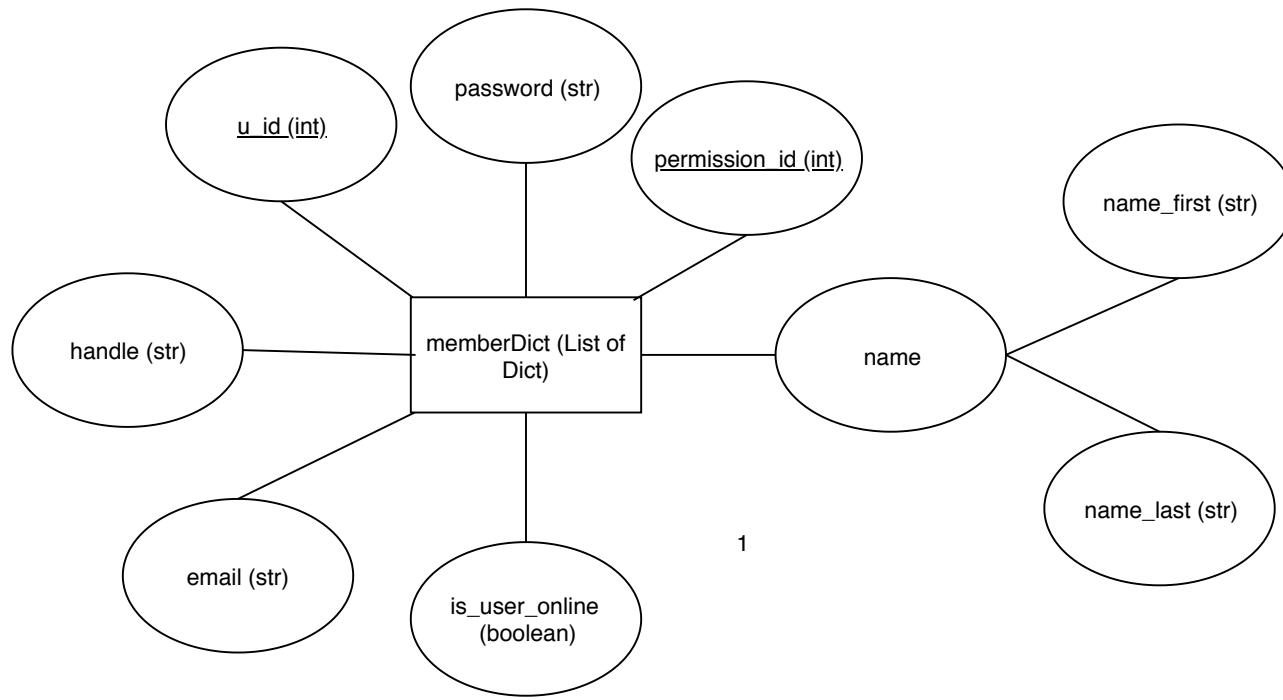 password (str)
u_id (int)
permission_id (int)
name_first (str)
handle (str)
memberDict (List of
Dict)
name
name_last (str)
1
email (str)
is_user_online
(boolean)